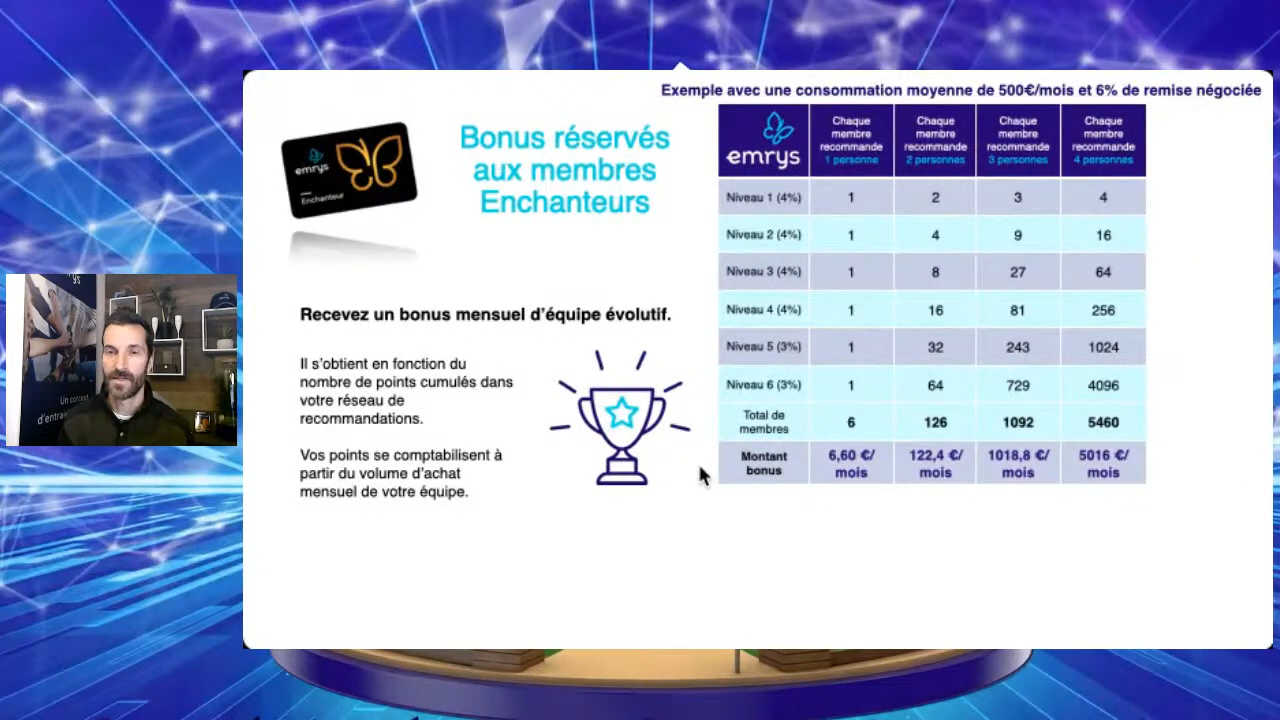 Exemple avec une consommation moyenne de 500€/mois et 6% de remise négociée
emrys
Enchanteur
Bonus réservés
aux membres
Enchanteurs
Recevez un bonus mensuel d'équipe évolutif.
Il s'obtient en fonction du
nombre de points cumulés dans
votre réseau de
recommandations.
Vos points se comptabilisent à
partir du volume d'achat
mensuel de votre équipe.
emrys
Chaque
membre
recommande
1 personne
Chaque
membre
recommande
2 personnes
Chaque
membre
recommande
3 personnes
Chaque
membre
recommande
4 personnes
Niveau 1 (4%) 1 2 3 4
Niveau 2 (4%) 1 4 9 16
Niveau 3 (4%) 1 8 27 64
Niveau 4 (4%) 1 16 81 256
Niveau 5 (3%) 1 32 243 1024
Niveau 6 (3%) 1 64 729 4096
Total de
membres
6 126 1092 5460
Montant
bonus
6,60 €/
mois
122,4 €/
mois
1018,8 €/
mois
5016 €/
mois
ys
Un concept
d'entrai